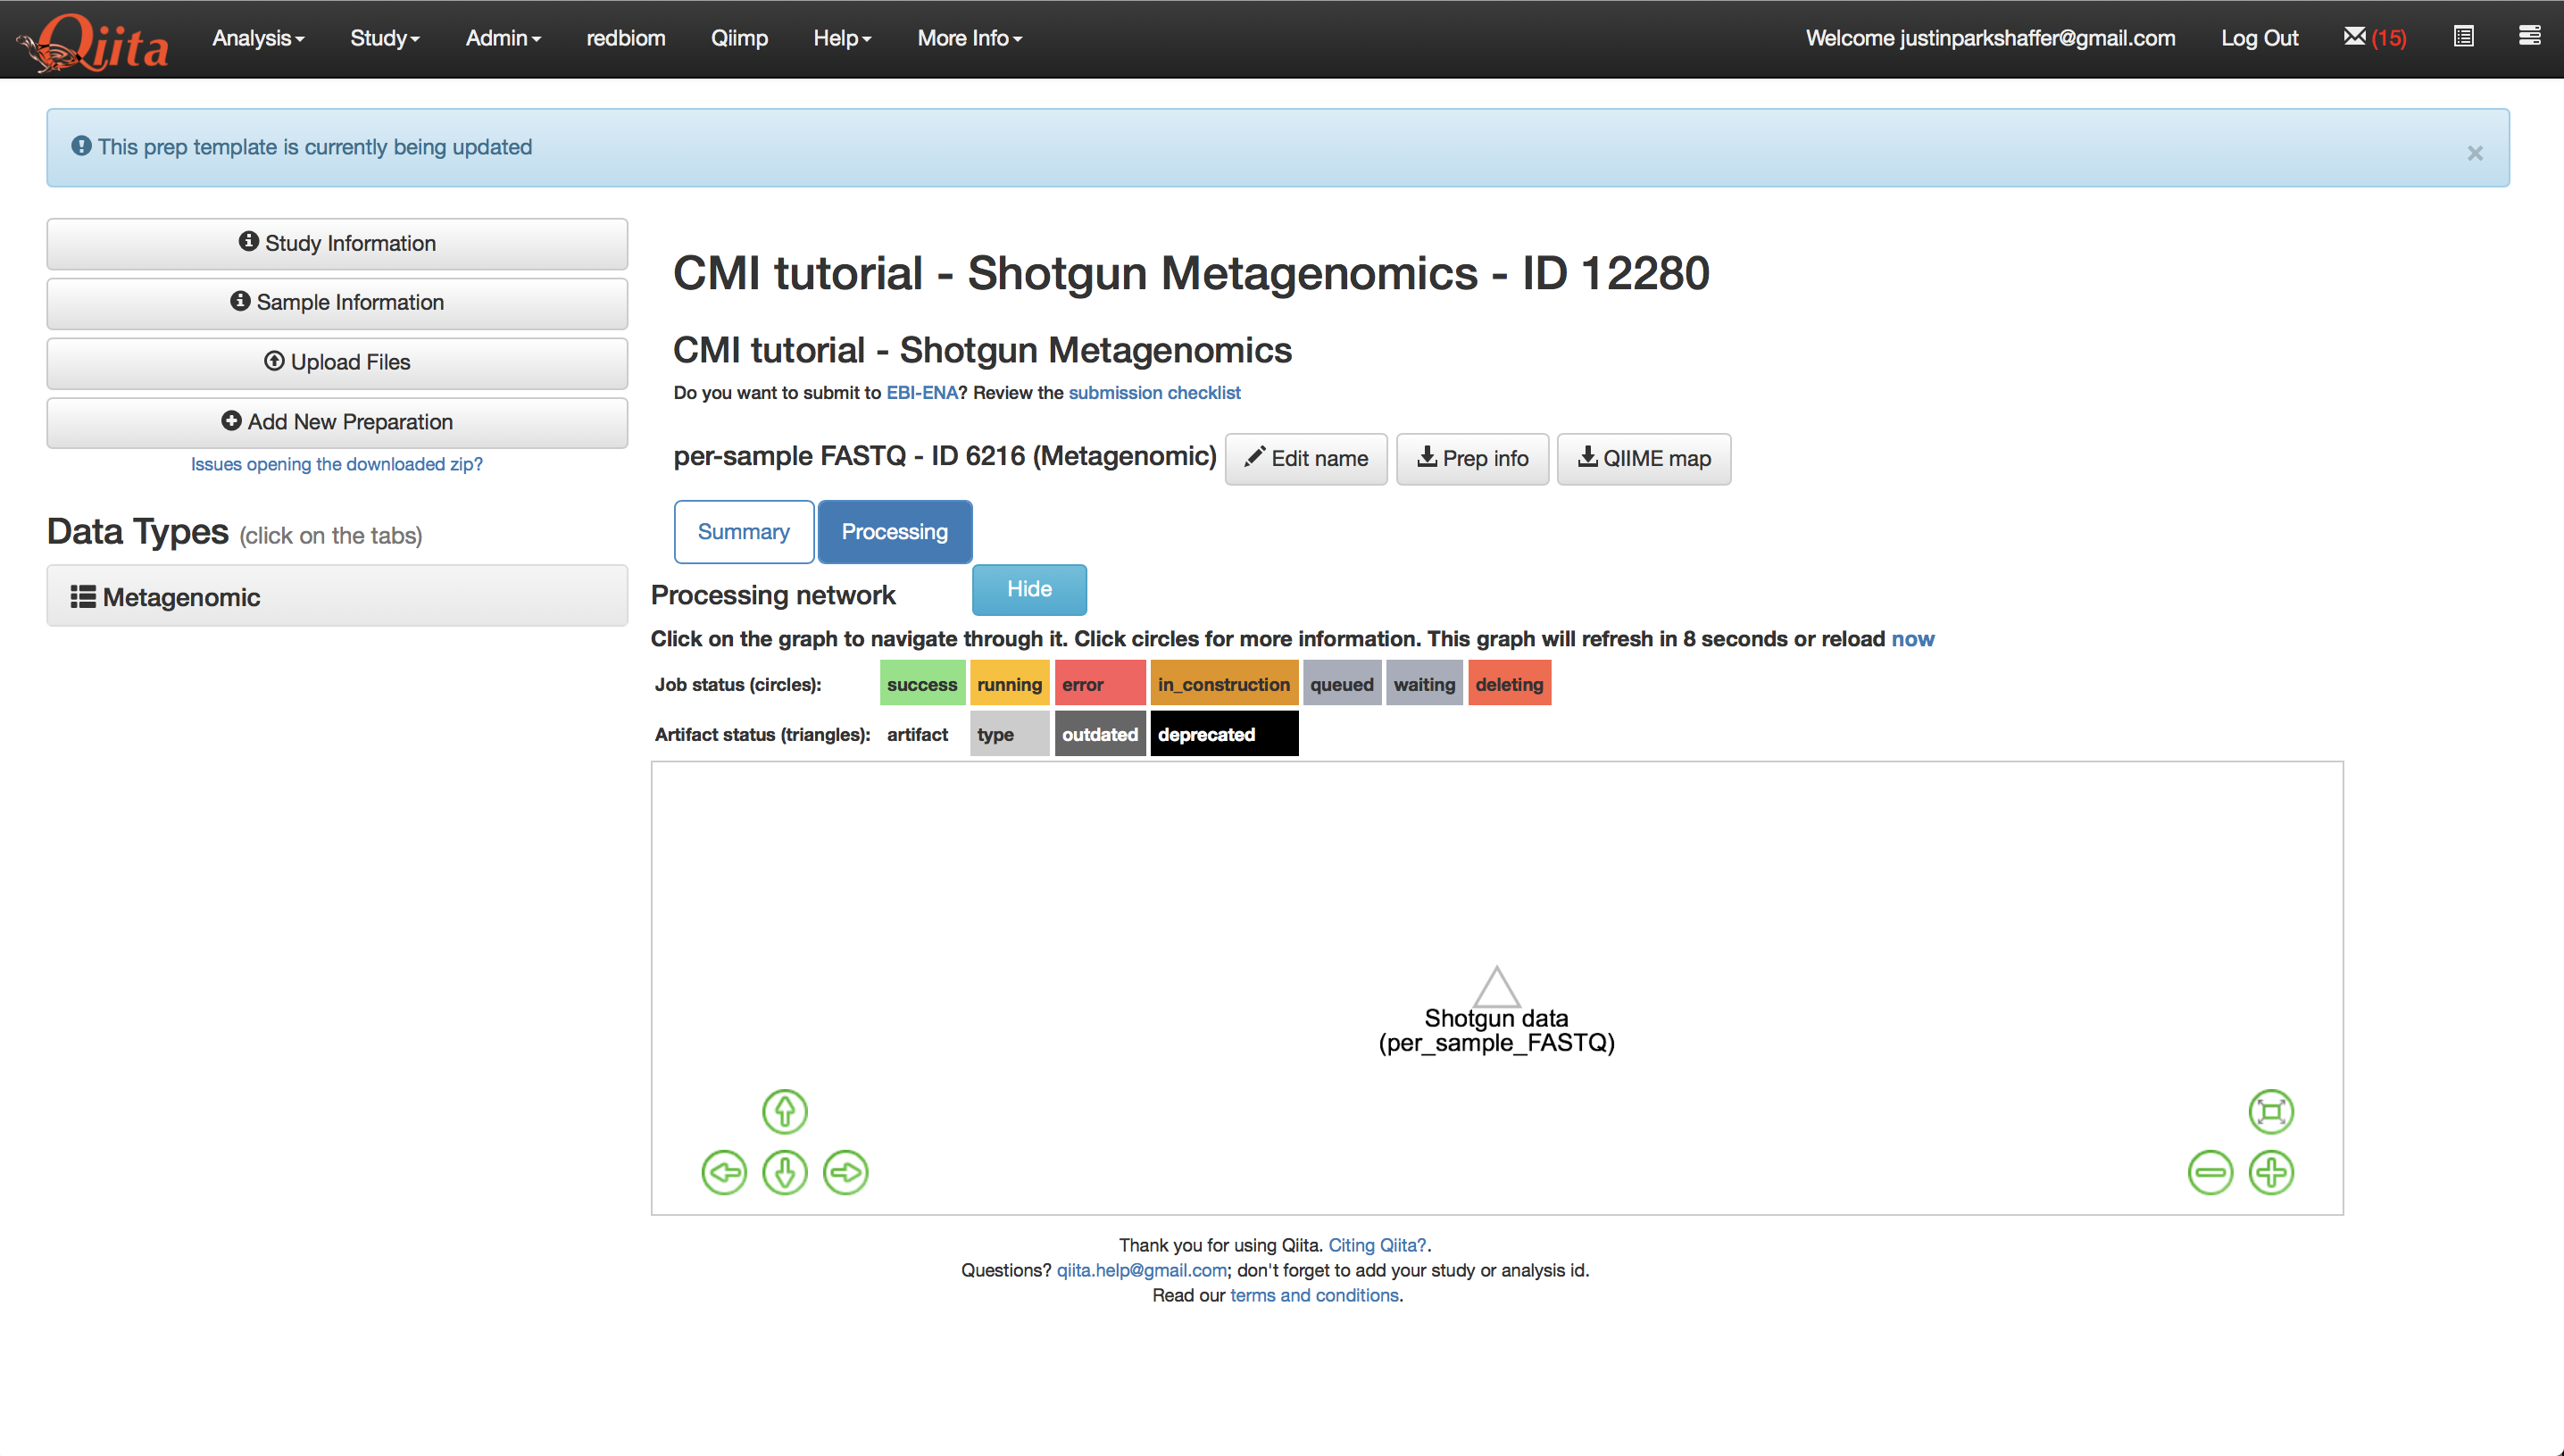 Qiita Analysis Study Admin redbiom Qiimp Help More Info Welcome justinparkshaffer@gmail.com Log Out (15)
This prep template is currently being updated ×
Study Information
Sample Information
Upload Files
Add New Preparation
Issues opening the downloaded zip?
Data Types (click on the tabs)
Metagenomic
CMI tutorial - Shotgun Metagenomics - ID 12280
CMI tutorial - Shotgun Metagenomics
Do you want to submit to EBI-ENA? Review the submission checklist
per-sample FASTQ - ID 6216 (Metagenomic) Edit name Prep info QIIME map
Summary Processing
Processing network Hide
Click on the graph to navigate through it. Click circles for more information. This graph will refresh in 8 seconds or reload now
Job status (circles): success running error in_construction queued waiting deleting
Artifact status (triangles): artifact type outdated deprecated
Shotgun data
(per_sample_FASTQ)
Thank you for using Qiita. Citing Qiita?.
Questions? qiita.help@gmail.com; don't forget to add your study or analysis id.
Read our terms and conditions.